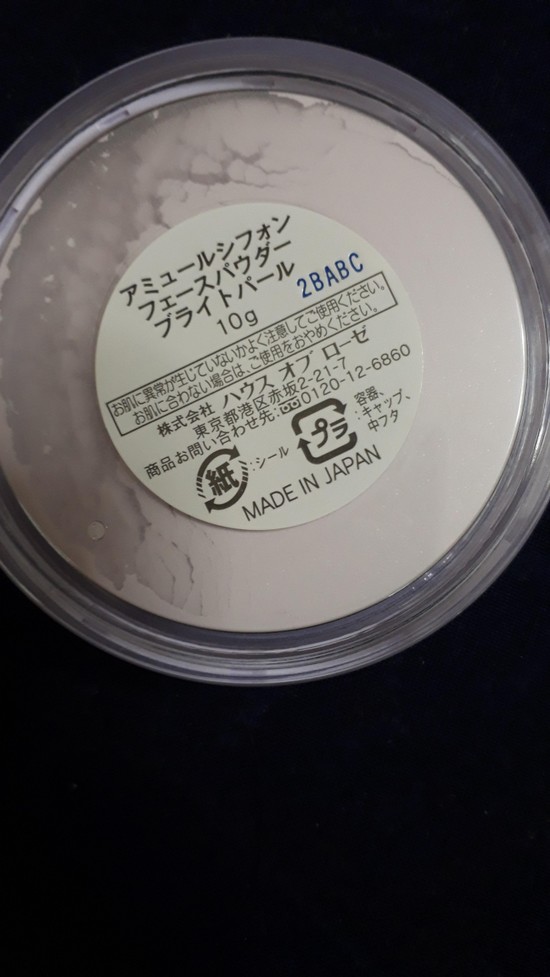 アミュールシフォン
フェースパウダー
ブライトパール
10g
2BABC
お肌に異常が生じていないかよく注意してご使用ください。
お肌に合わない場合は、ご使用をおやめください。
株式会社 ハウス オブ ローゼ
東京都港区赤坂2-21-7
商品お問い合わせ先:0120-12-6860
紙:シール
プラ:容器、
キャップ、
中フタ
MADE IN JAPAN